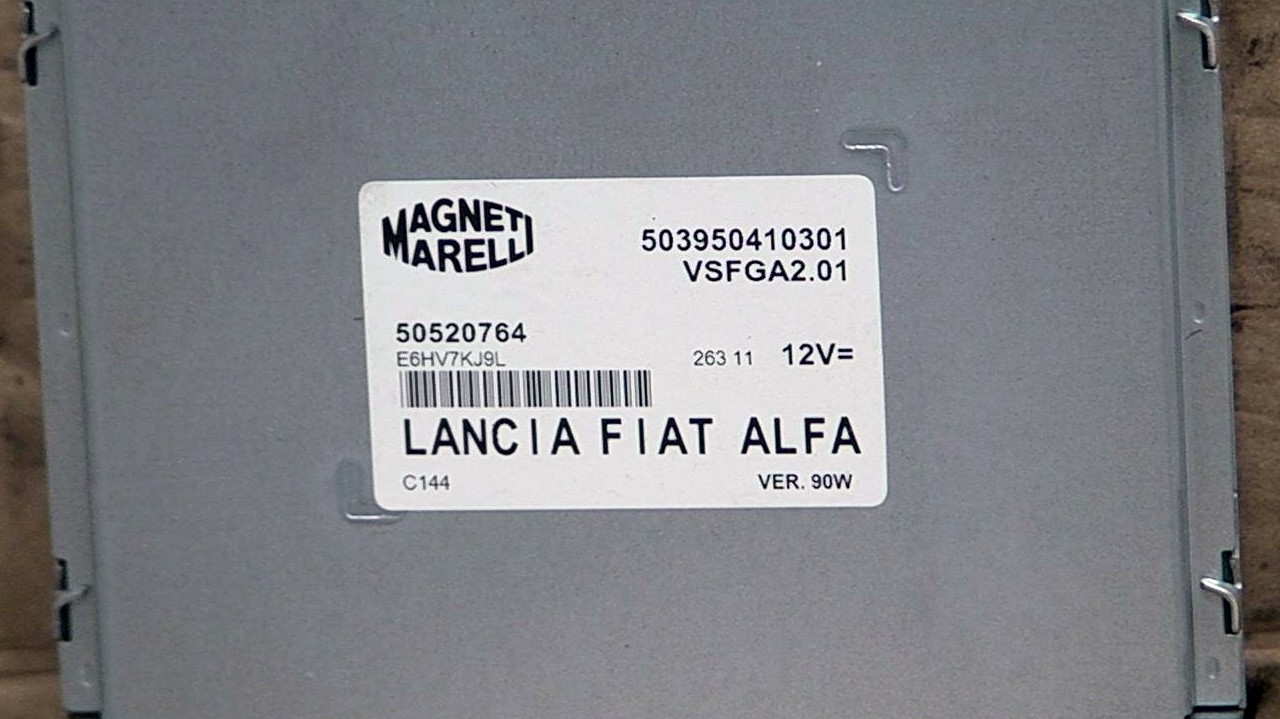 MAGNETI
MARELLI
503950410301
VSFGA2.01
50520764
E6HV7KJ9L
263 11 12V=
LANCIA FIAT ALFA
C144 VER. 90W